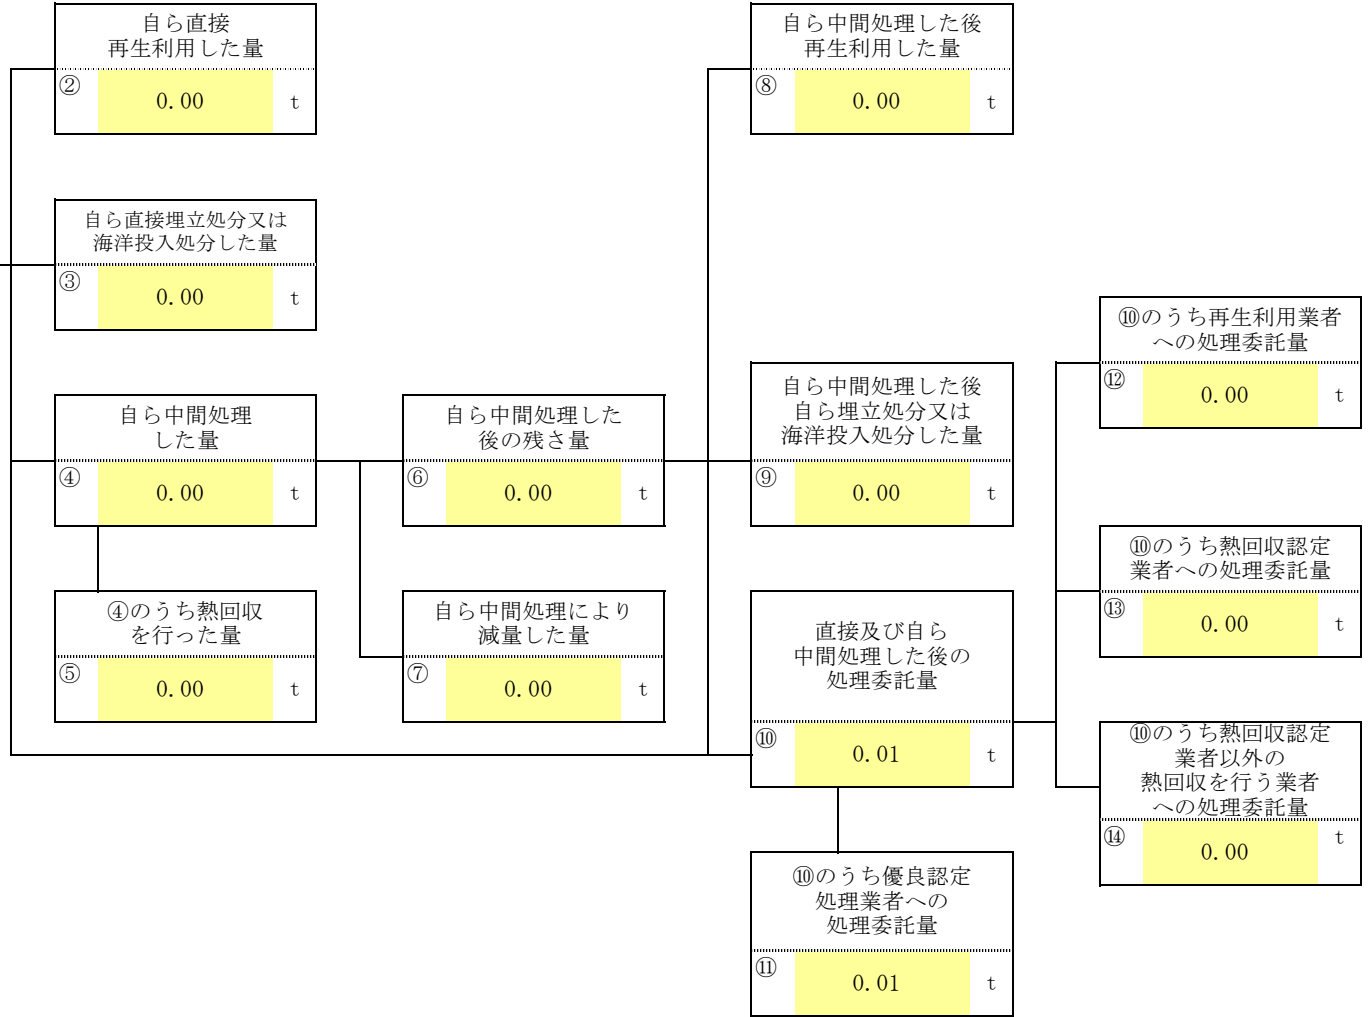 自ら直接
再生利用した量
② 0.00 t
自ら直接埋立処分又は
海洋投入処分した量
③ 0.00 t
自ら中間処理
した量
④ 0.00 t
④のうち熱回収
を行った量
⑤ 0.00 t
自ら中間処理した
後の残さ量
⑥ 0.00 t
自ら中間処理により
減量した量
⑦ 0.00 t
自ら中間処理した後
再生利用した量
⑧ 0.00 t
自ら中間処理した後
自ら埋立処分又は
海洋投入処分した量
⑨ 0.00 t
直接及び自ら
中間処理した後の
処理委託量
⑩ 0.01 t
⑩のうち優良認定
処理業者への
処理委託量
⑪ 0.01 t
⑩のうち再生利用業者
への処理委託量
⑫ 0.00 t
⑩のうち熱回収認定
業者への処理委託量
⑬ 0.00 t
⑩のうち熱回収認定
業者以外の
熱回収を行う業者
への処理委託量
⑭ 0.00 t